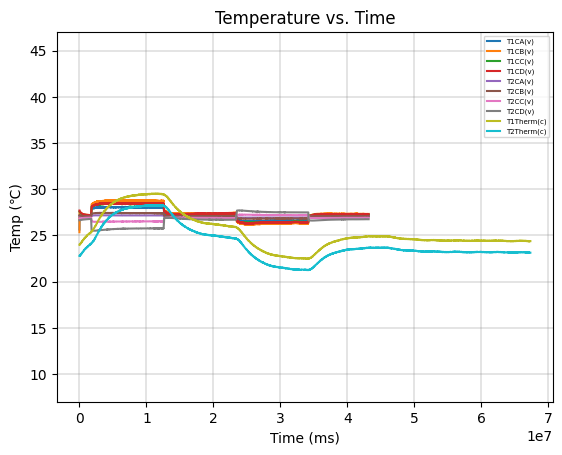 Temperature vs. Time
T1CA(v)
T1CB(v)
T1CC(v)
T1CD(v)
T2CA(v)
T2CB(v)
T2CC(v)
T2CD(v)
T1Therm(c)
T2Therm(c)
Temp (°C)
45
40
35
30
25
20
15
10
0 1 2 3 4 5 6 7
1e7
Time (ms)